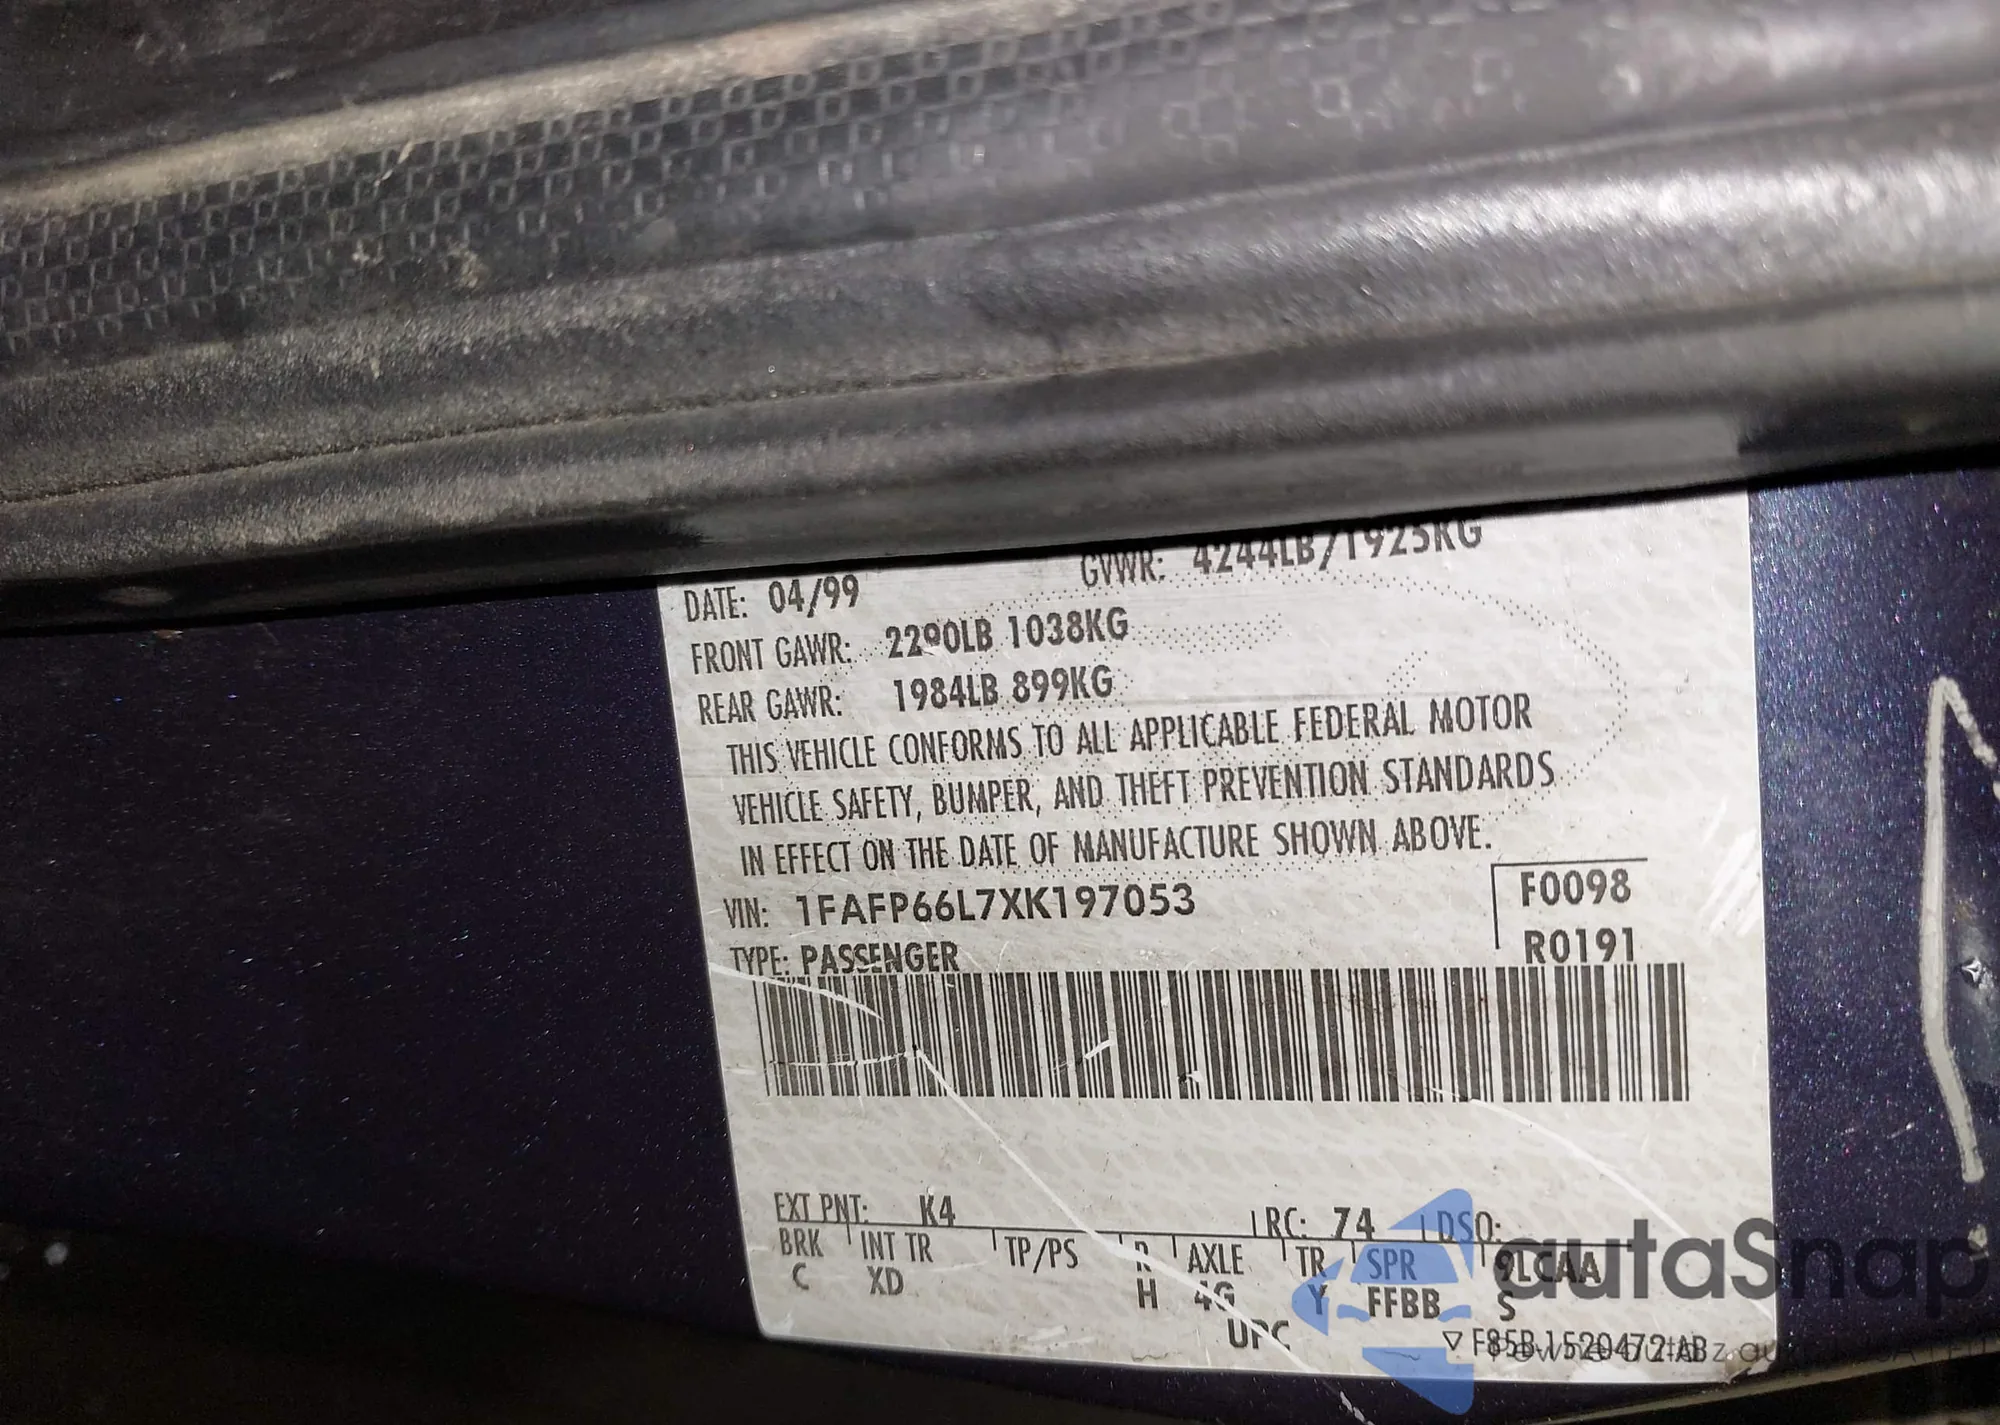 DATE: 04/99 GVWR: 4244LB/1925KG
FRONT GAWR: 2290LB 1038KG
REAR GAWR: 1984LB 899KG
THIS VEHICLE CONFORMS TO ALL APPLICABLE FEDERAL MOTOR
VEHICLE SAFETY, BUMPER, AND THEFT PREVENTION STANDARDS
IN EFFECT ON THE DATE OF MANUFACTURE SHOWN ABOVE.
VIN: 1FAFP66L7XK197053
F0098
TYPE: PASSENGER
R0191
EXT PNT: K4 RC: 74 DSO:
BRK INT TR TP/PS R AXLE TR SPR 9LCAA
C XD H 4G Y FFBB S
UPC
▽ F85B-1520472-AB
autaSnap